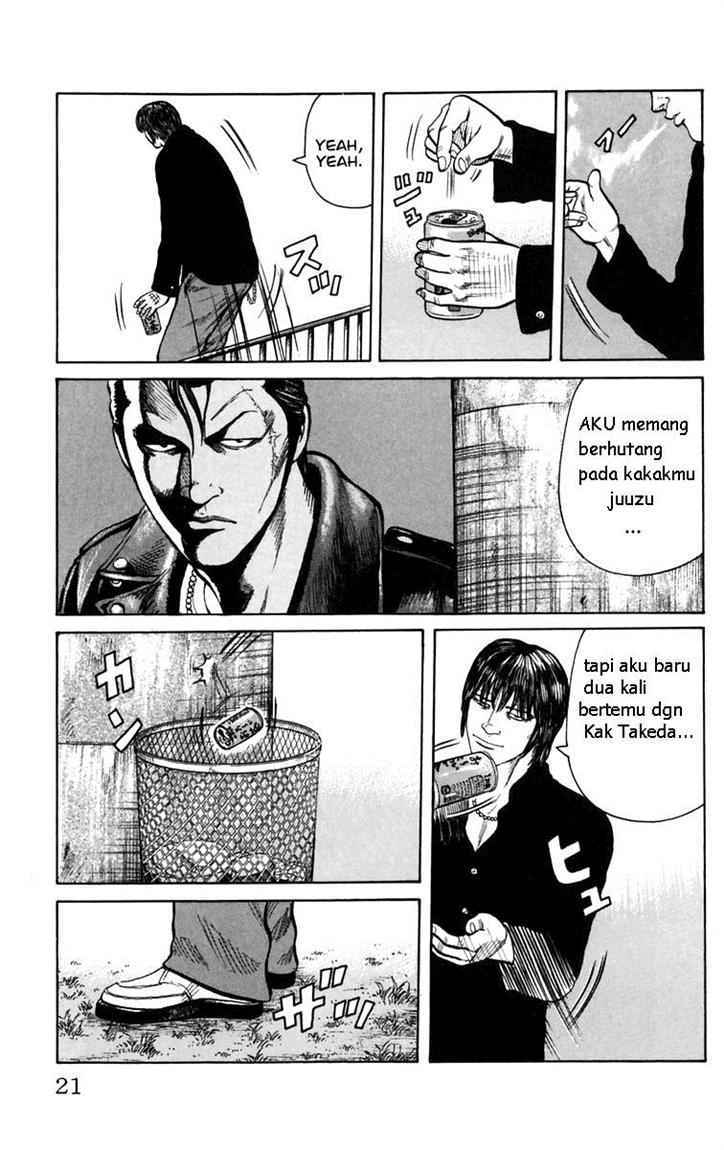 フー
ジュ
YEAH,
YEAH.
スッ
AKU memang
berhutang
pada kakakmu
juuzu
...
tapi aku baru
dua kali
bertemu dgn
Kak Takeda...
ヒュ
カン
ザッ
21